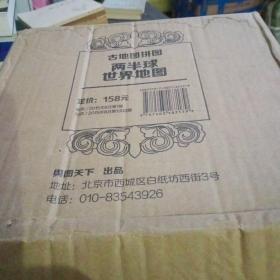 古地图拼图
两半球
世界地图
定价：158元
舆图天下 出品
地址：北京市西城区白纸坊西街3号
电话：010-83543926